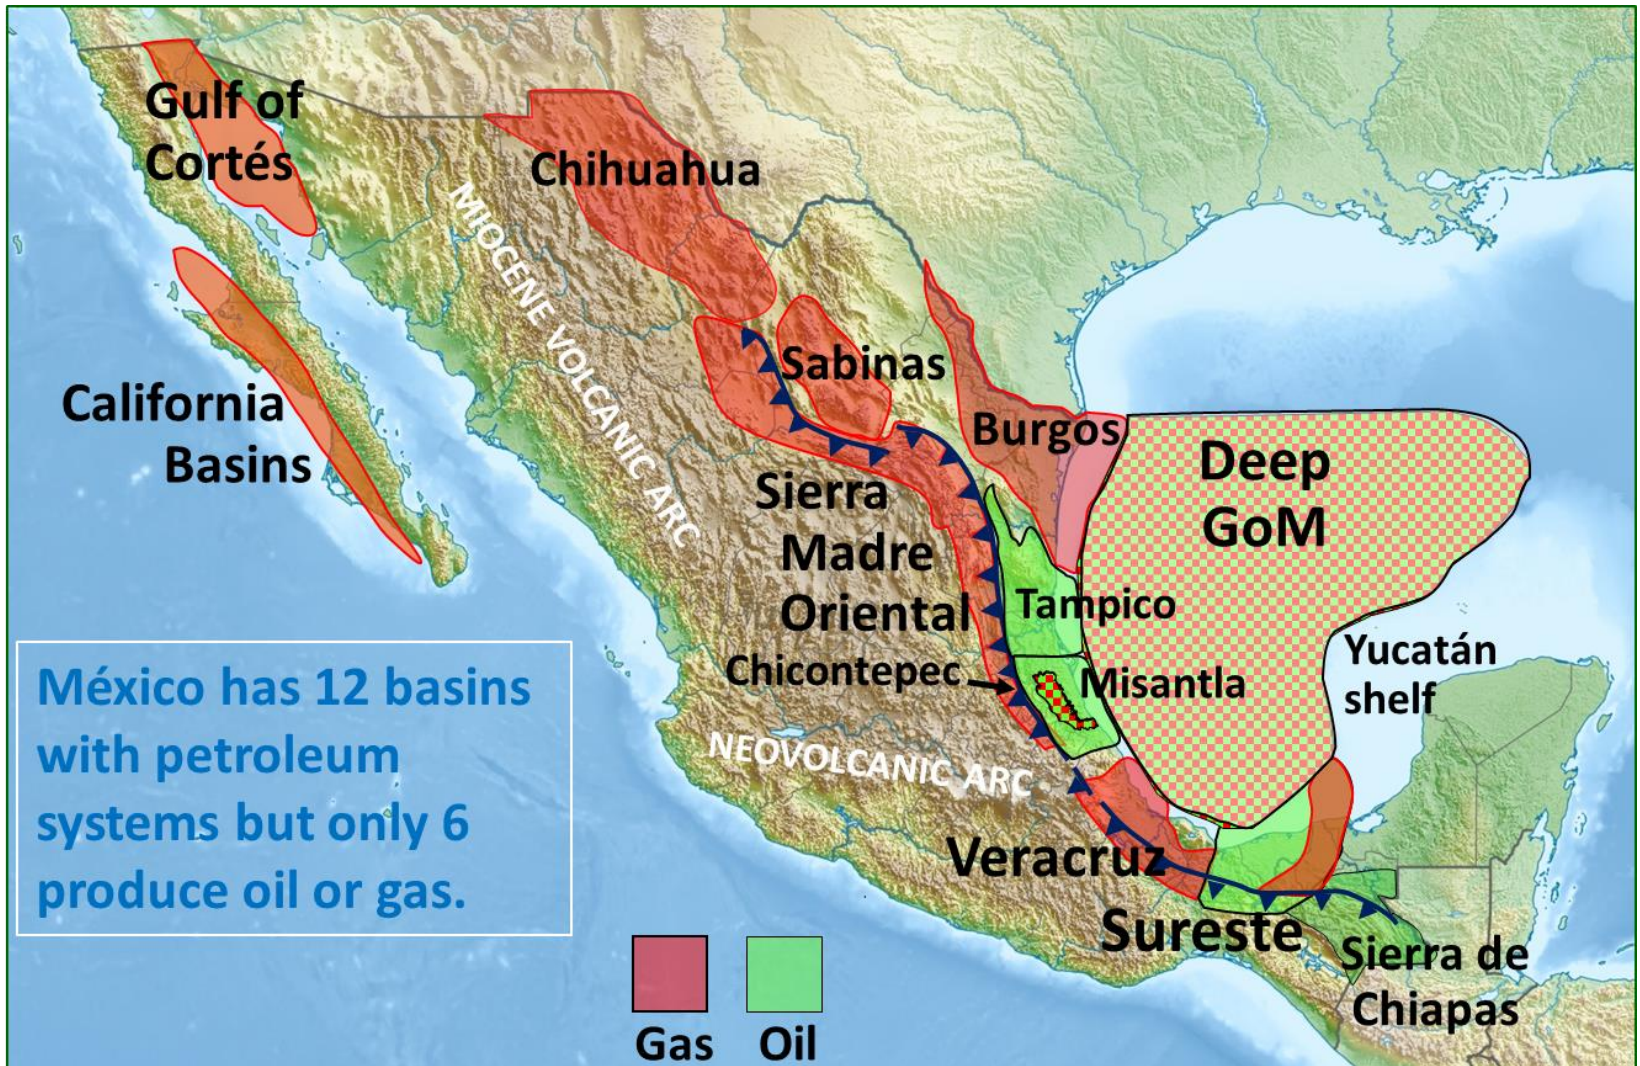 Gulf of
Cortés
Chihuahua
MIOCENE VOLCANIC ARC
Sabinas
California
Basins
Burgos
Deep
GoM
Sierra
Madre
Oriental
Tampico
Chicontepec
Misantla
Yucatán
shelf
NEOVOLCANIC ARC
México has 12 basins
with petroleum
systems but only 6
produce oil or gas.
Veracruz
Sureste
Sierra de
Chiapas
Gas
Oil